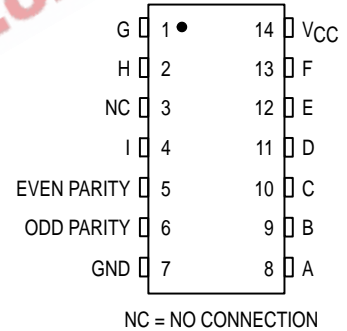 G 1 14 VCC
H 2 13 F
NC 3 12 E
I 4 11 D
EVEN PARITY 5 10 C
ODD PARITY 6 9 B
GND 7 8 A
NC = NO CONNECTION